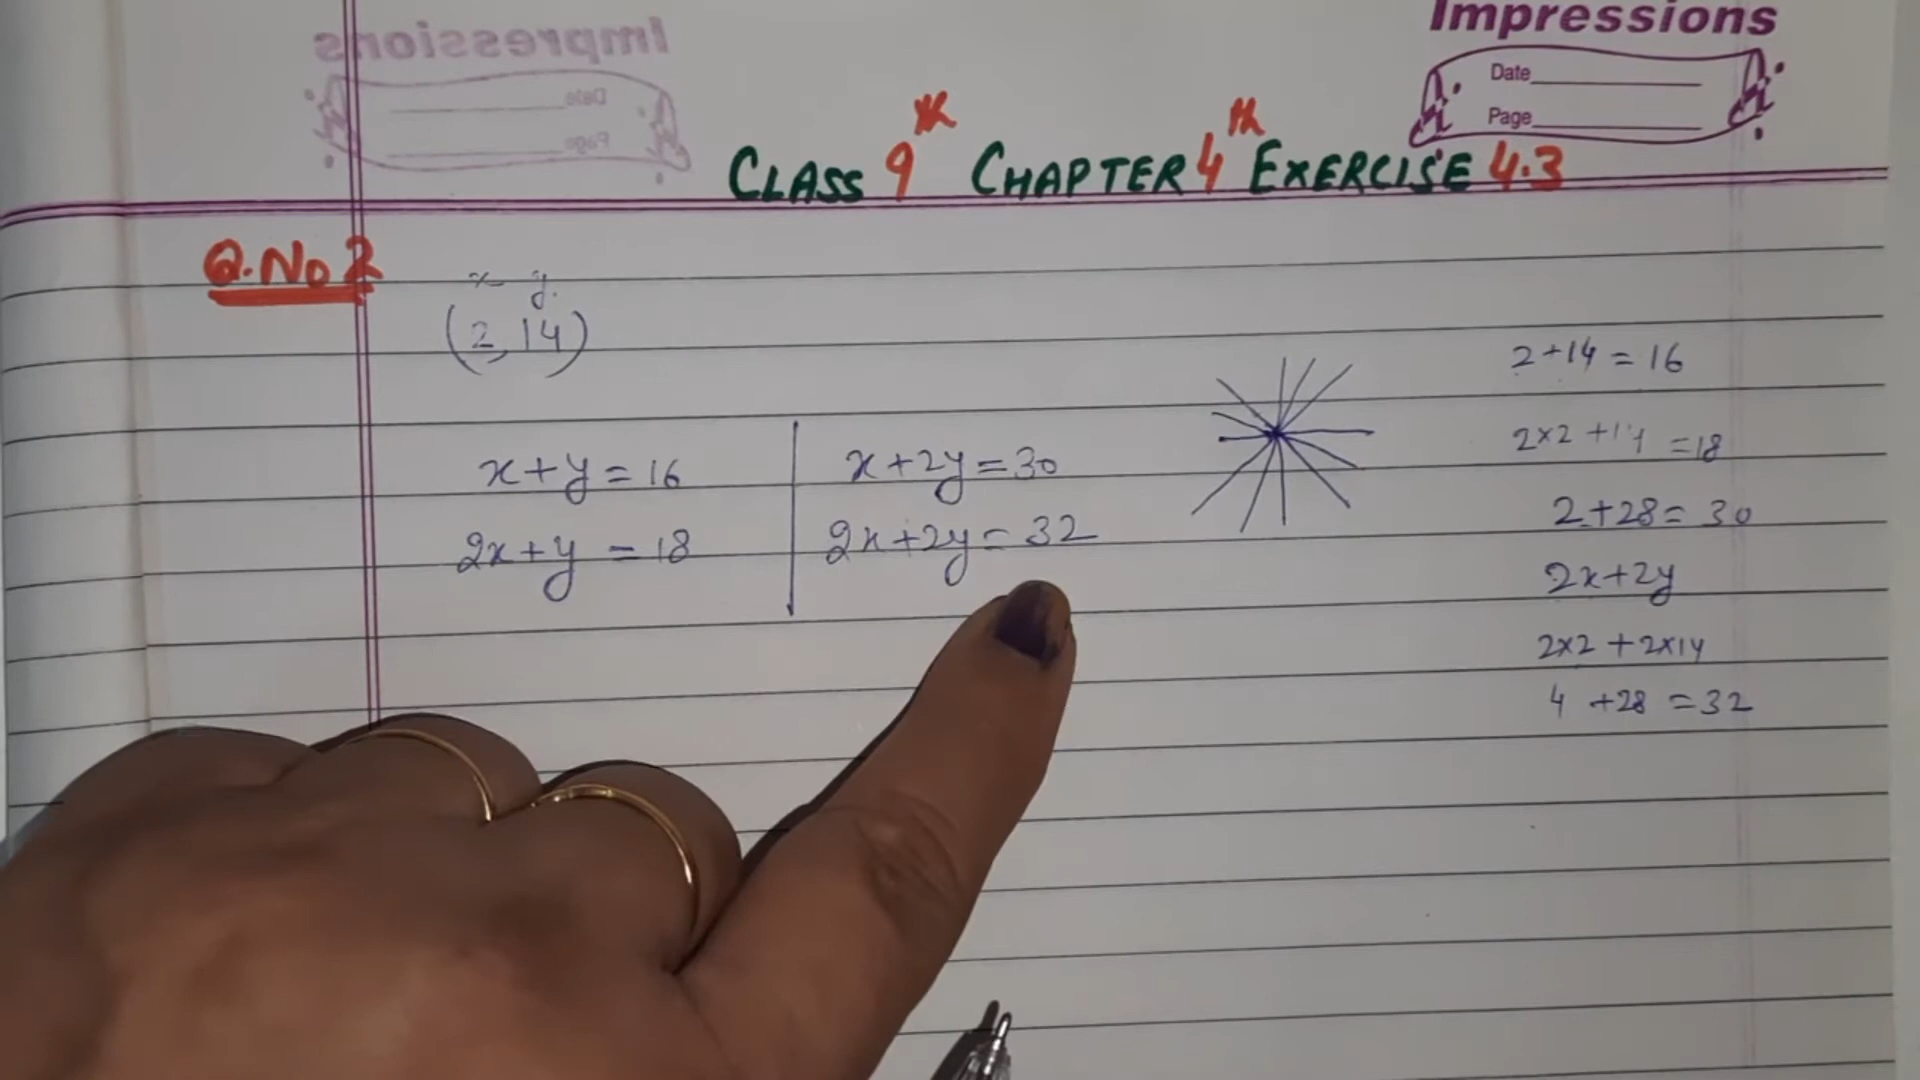 Impressions
Date
Page
CLASS 9th CHAPTER 4th EXERCISE 4.3
Q.No 2
x y.
(2, 14)
x+y=16
2x+y=18
x+2y=30
2x+2y=32
2+14=16
2×2+14=18
2+28=30
2x+2y
2×2+2×14
4+28=32